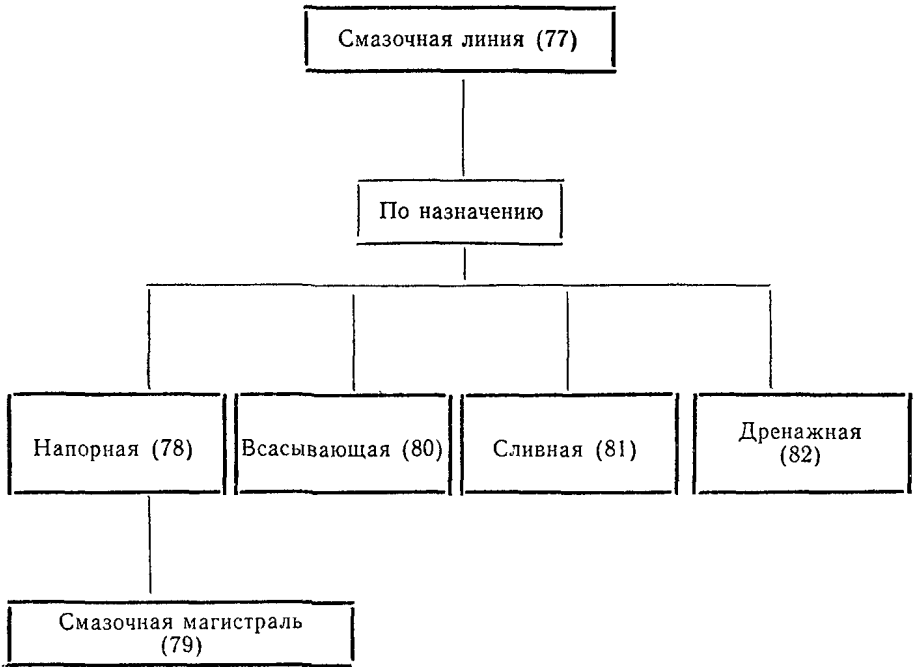 Смазочная линия (77)
По назначению
Напорная (78)
Всасывающая (80)
Сливная (81)
Дренажная
(82)
Смазочная магистраль
(79)